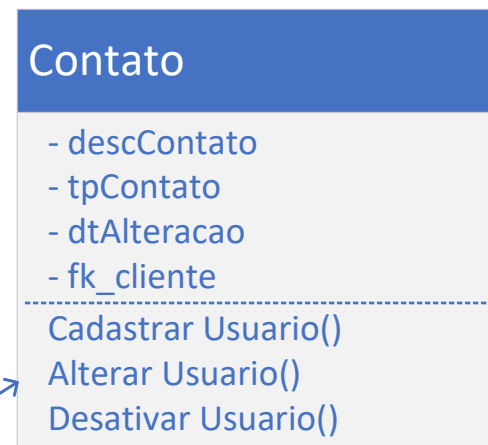 Contato
- descContato
- tpContato
- dtAlteracao
- fk_cliente
Cadastrar Usuario()
Alterar Usuario()
Desativar Usuario()